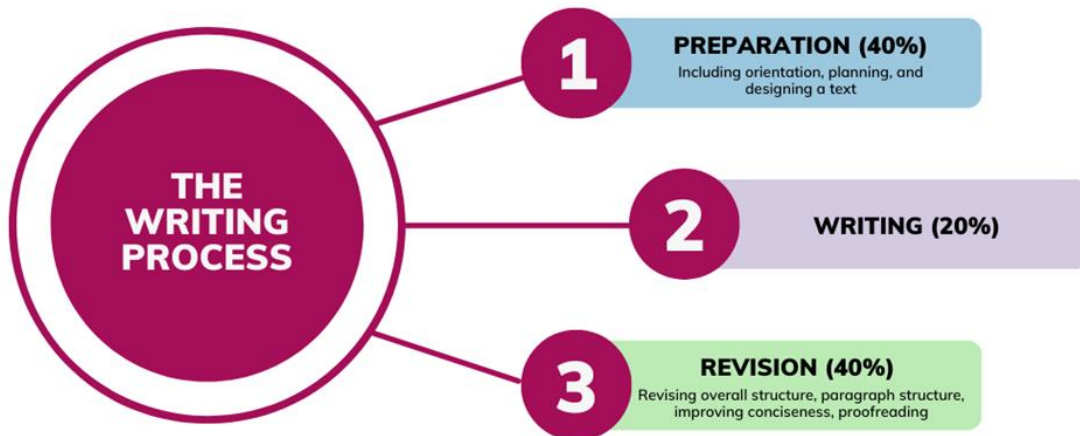 THE
WRITING
PROCESS
1
PREPARATION (40%)
Including orientation, planning, and
designing a text
2
WRITING (20%)
3
REVISION (40%)
Revising overall structure, paragraph structure,
improving conciseness, proofreading